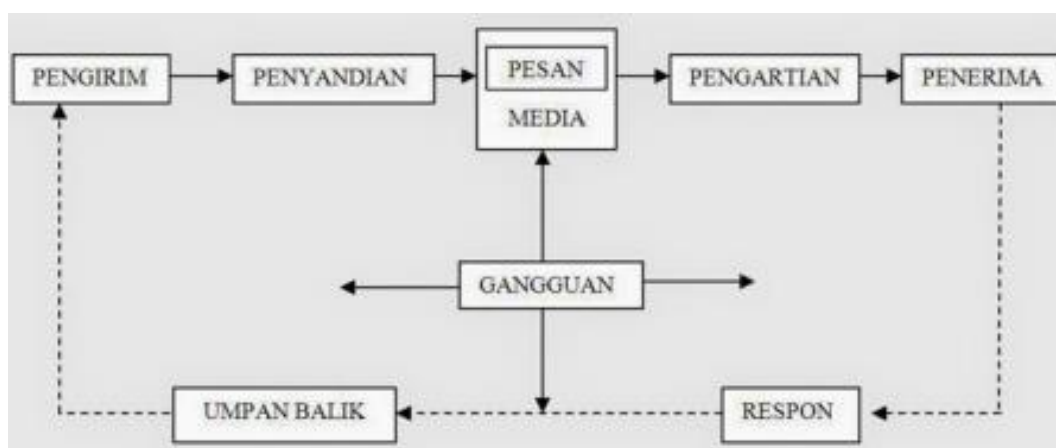 PENGIRIM
PENYANDIAN
PESAN
MEDIA
PENGARTIAN
PENERIMA
GANGGUAN
UMPAN BALIK
RESPON